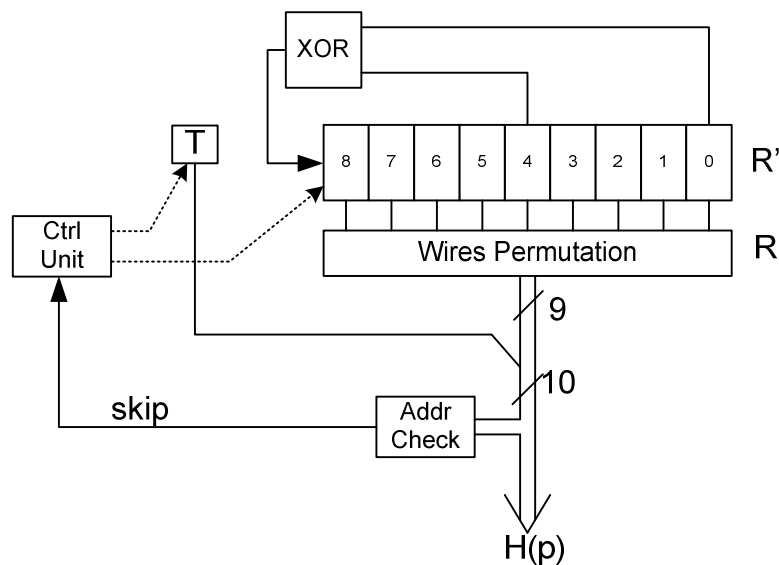 XOR
T
8 7 6 5 4 3 2 1 0
R'
Ctrl
Unit
Wires Permutation
R
9
10
skip
Addr
Check
H(p)